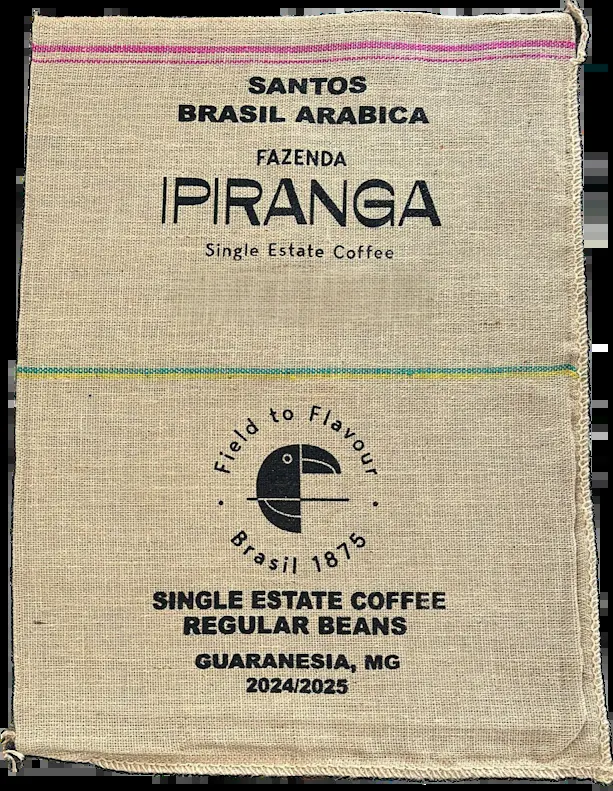 SANTOS
BRASIL ARABICA
FAZENDA
IPIRANGA
Single Estate Coffee
Field to Flavour
Brasil 1875
SINGLE ESTATE COFFEE
REGULAR BEANS
GUARANESIA, MG
2024/2025